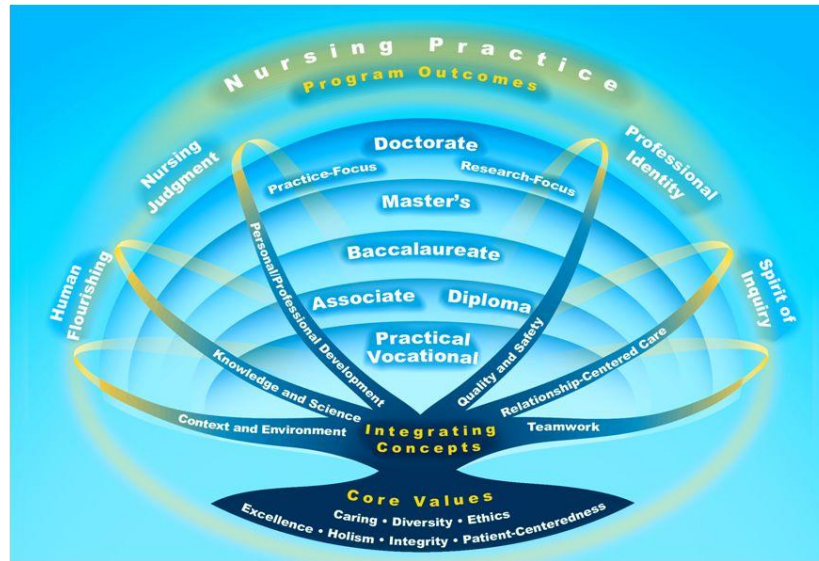 Nursing Practice
Program Outcomes
Nursing
Judgment
Professional
Identity
Human
Flourishing
Spirit of
Inquiry
Doctorate
Practice-Focus
Research-Focus
Master's
Baccalaureate
Associate
Diploma
Practical
Vocational
Personal/Professional Development
Quality and Safety
Knowledge and Science
Relationship-Centered Care
Context and Environment
Teamwork
Integrating
Concepts
Core Values
Caring • Diversity • Ethics
Excellence • Holism • Integrity • Patient-Centeredness